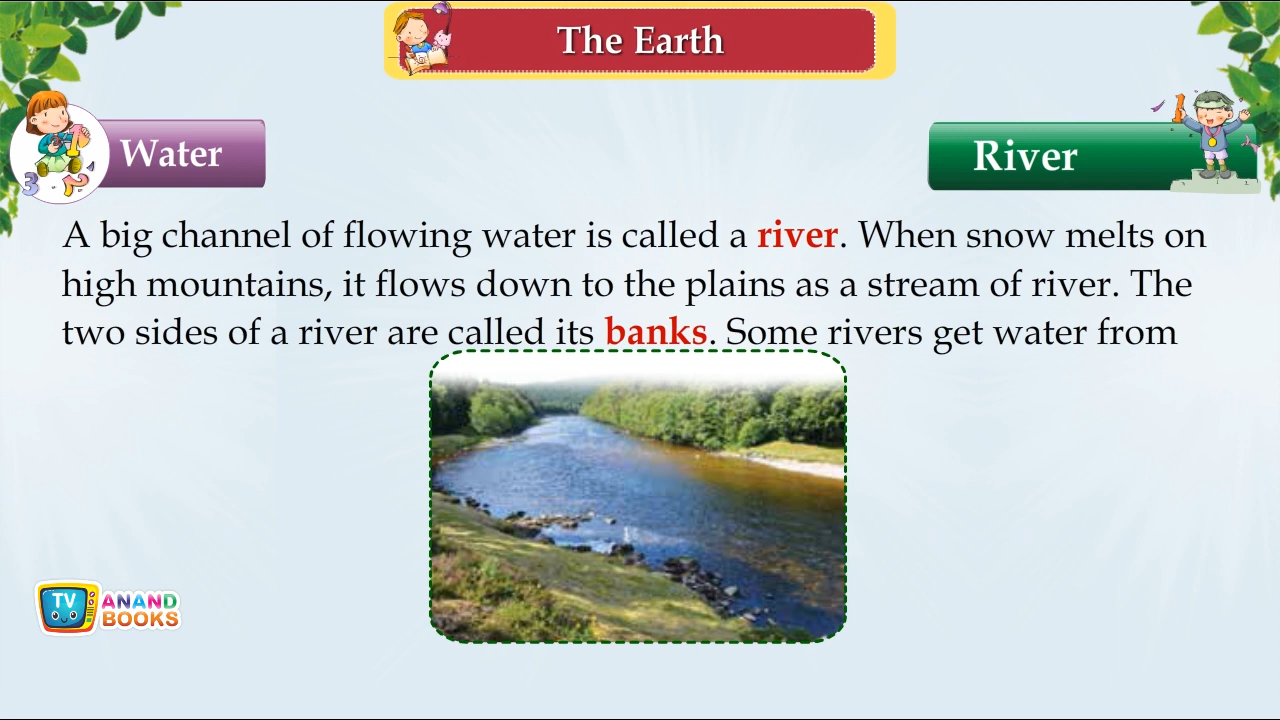 The Earth
Water
River
A big channel of flowing water is called a river. When snow melts on
high mountains, it flows down to the plains as a stream of river. The
two sides of a river are called its banks. Some rivers get water from
TV
ANAND
BOOKS